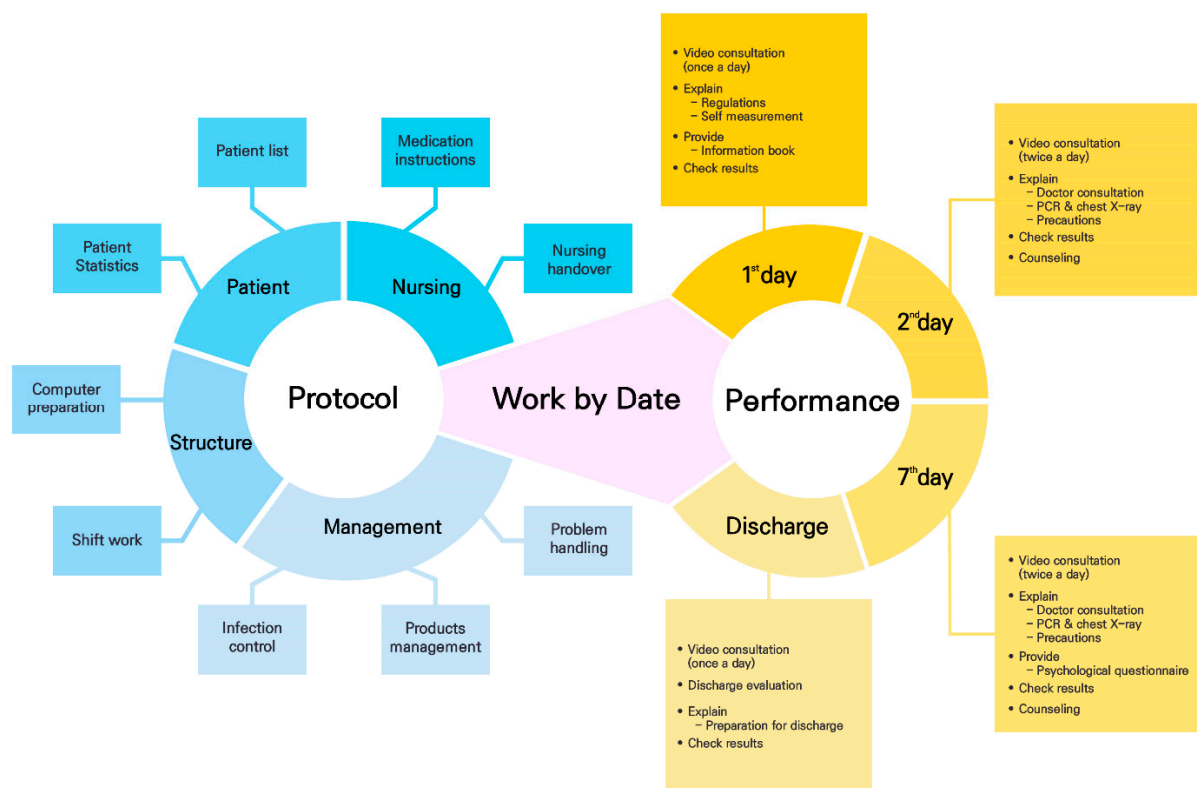 Patient list
Medication
instructions
Patient
Statistics
Nursing
handover
Patient
Nursing
Computer
preparation
Protocol
Structure
Shift work
Management
Problem
handling
Infection
control
Products
management
Work by Date
• Video consultation
(once a day)
• Explain
– Regulations
– Self measurement
• Provide
– Information book
• Check results
1st day
• Video consultation
(twice a day)
• Explain
– Doctor consultation
– PCR & chest X-ray
– Precautions
• Check results
• Counseling
2nd day
Performance
7th day
Discharge
• Video consultation
(twice a day)
• Explain
– Doctor consultation
– PCR & chest X-ray
– Precautions
• Provide
– Psychological questionnaire
• Check results
• Counseling
• Video consultation
(once a day)
• Discharge evaluation
• Explain
– Preparation for discharge
• Check results